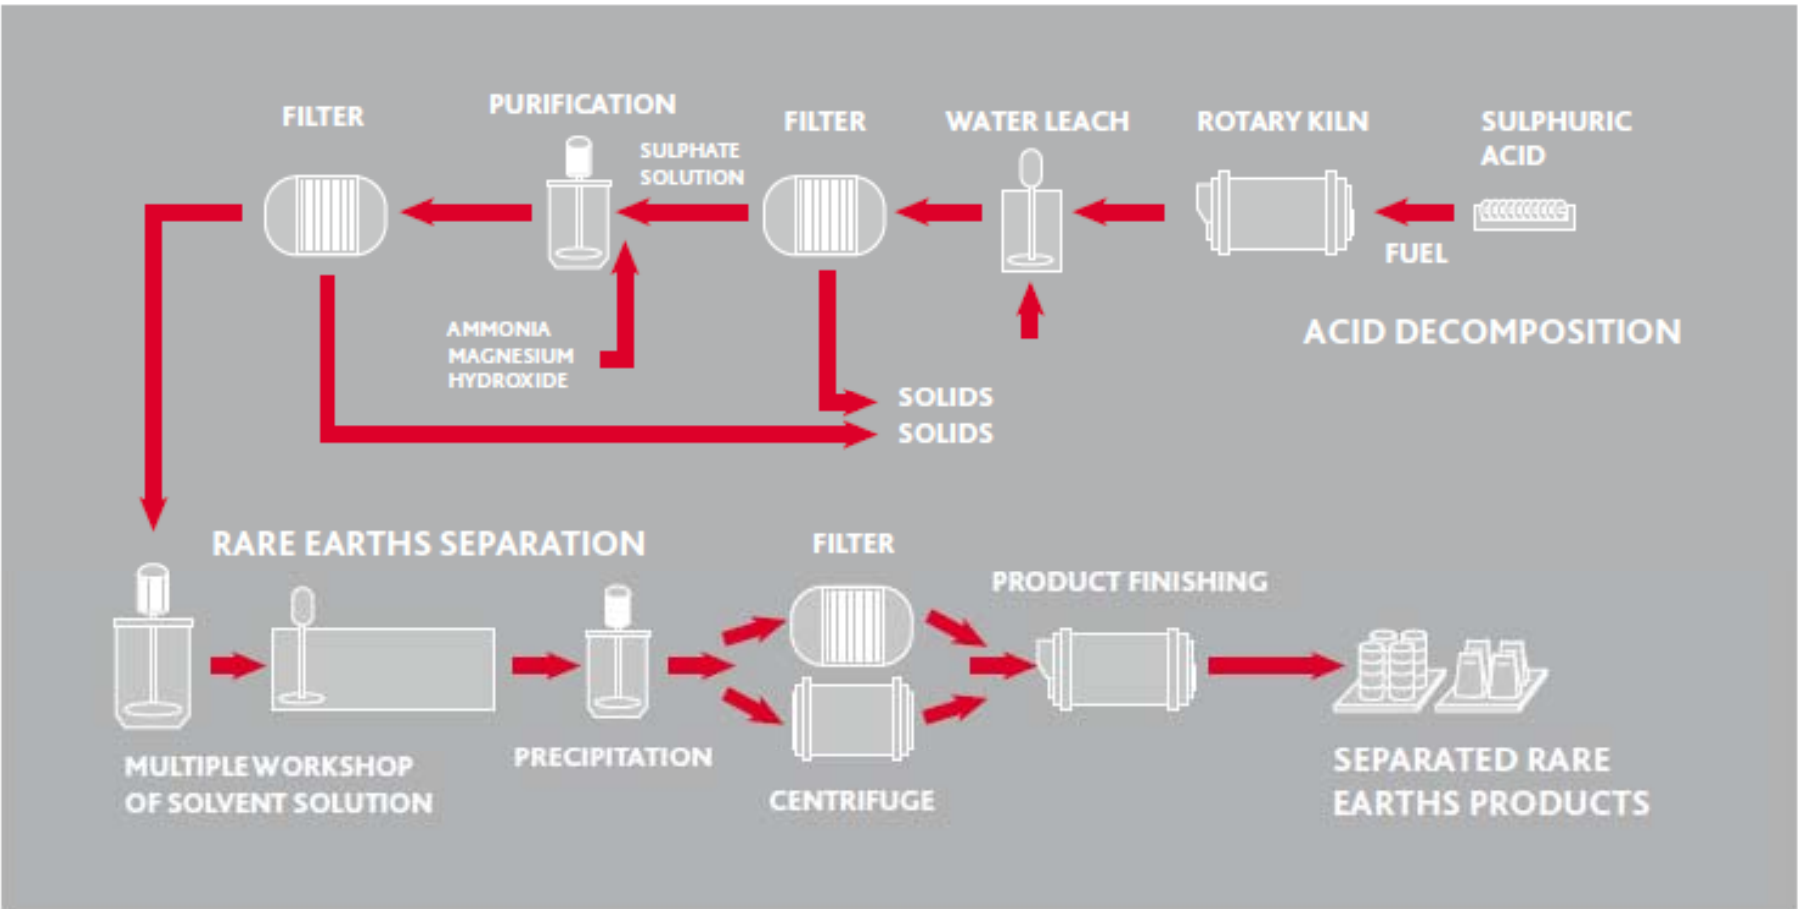 FILTER
PURIFICATION
FILTER
WATER LEACH
ROTARY KILN
SULPHURIC
ACID
SULPHATE
SOLUTION
FUEL
AMMONIA
MAGNESIUM
HYDROXIDE
ACID DECOMPOSITION
SOLIDS
SOLIDS
RARE EARTHS SEPARATION
FILTER
PRODUCT FINISHING
MULTIPLE WORKSHOP
OF SOLVENT SOLUTION
PRECIPITATION
CENTRIFUGE
SEPARATED RARE
EARTHS PRODUCTS